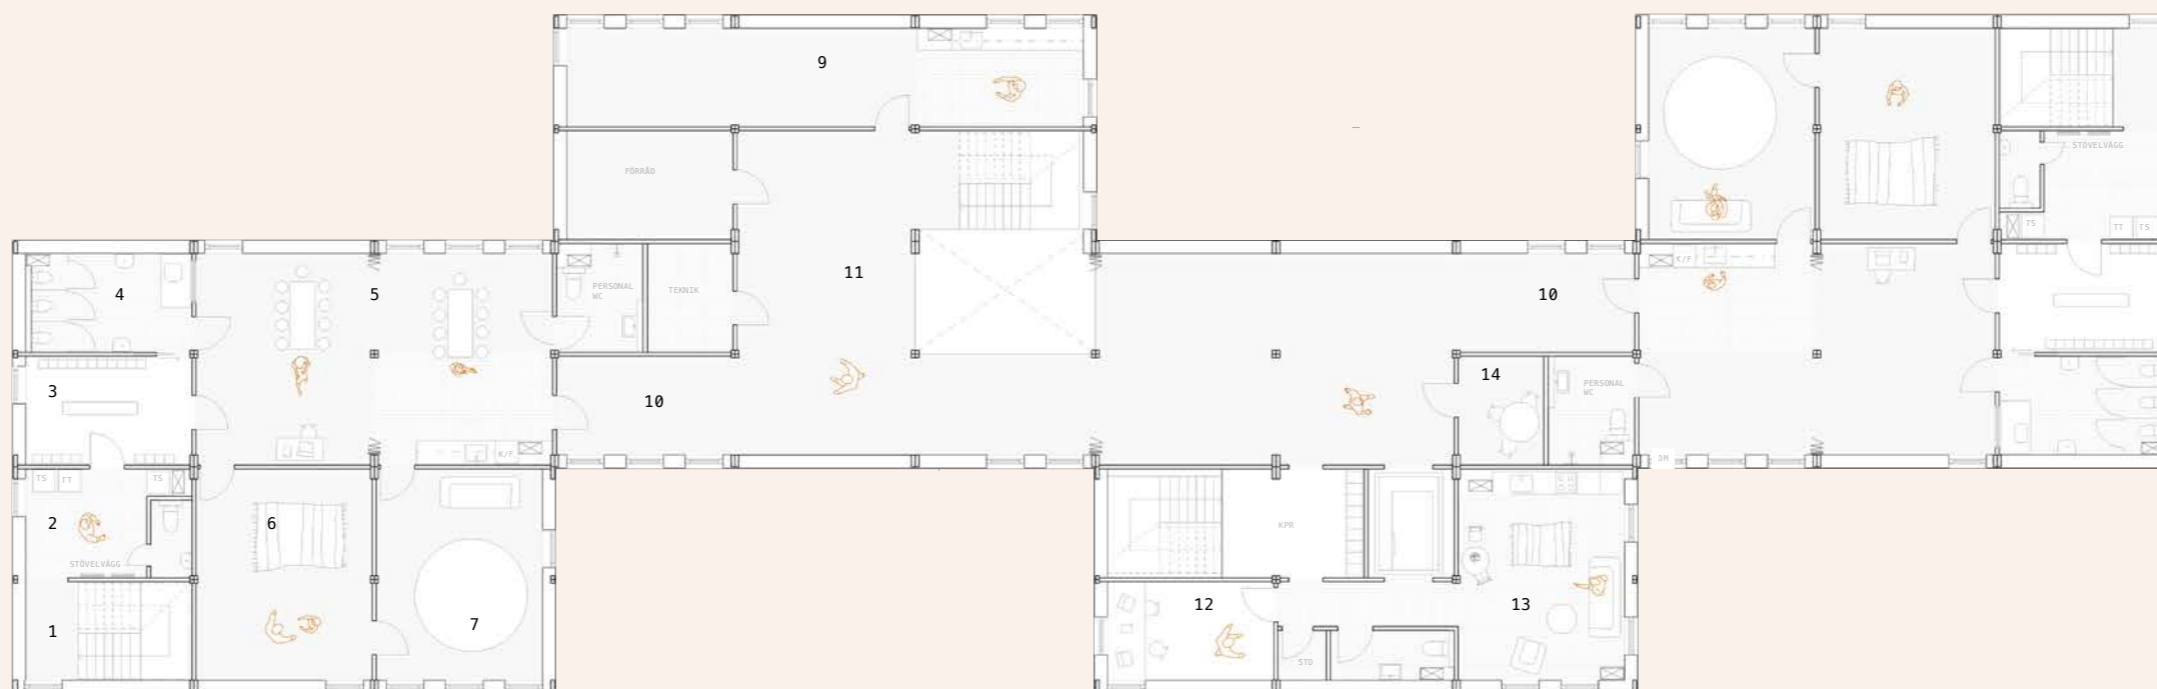 9
FÖRRÅD
STÖVELVÄGG
TS
TT
TS
4
5
PERSONAL
WC
TEKNIK
11
10
K/F
3
10
14
PERSONAL
WC
K/F
DM
TS
TT
TS
2
6
STÖVELVÄGG
KPR
1
7
12
13
STD